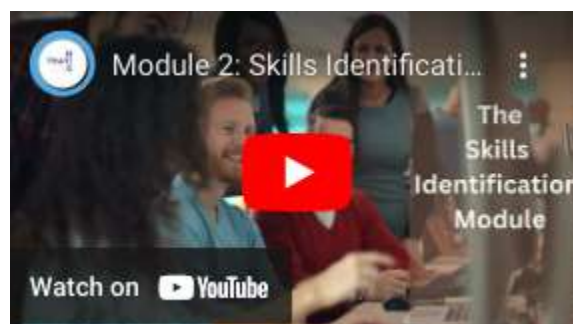 Module 2: Skills Identificati...
The
Skills
Identification
Module
Watch on YouTube